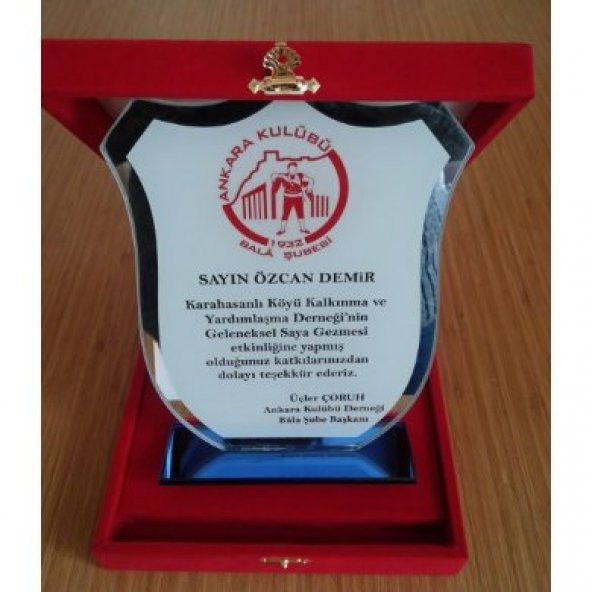 ANKARA KULÜBÜ
1932
BALÂ ŞUBESİ
SAYIN ÖZCAN DEMiR
Karahasanlı Köyü Kalkınma ve
Yardımlaşma Derneği'nin
Geleneksel Saya Gezmesi
etkinliğine yapmış
olduğunuz katkılarınızdan
dolayı teşekkür ederiz.
Üçler ÇORUH
Ankara Kulübü Derneği
Bâla Şube Başkanı